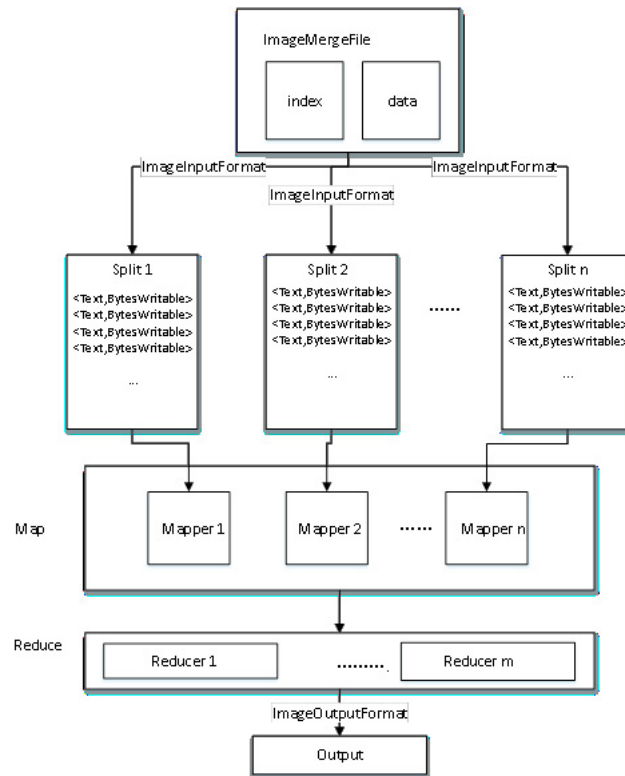 ImageMergeFile
index
data
ImageInputFormat
ImageInputFormat
ImageInputFormat
Split 1
<Text,BytesWritable>
<Text,BytesWritable>
<Text,BytesWritable>
<Text,BytesWritable>
...
Split 2
<Text,BytesWritable>
<Text,BytesWritable>
<Text,BytesWritable>
<Text,BytesWritable>
...
......
Split n
<Text,BytesWritable>
<Text,BytesWritable>
<Text,BytesWritable>
<Text,BytesWritable>
...
Map
Mapper 1
Mapper 2
......
Mapper n
Reduce
Reducer 1
..........
Reducer m
ImageOutputFormat
Output